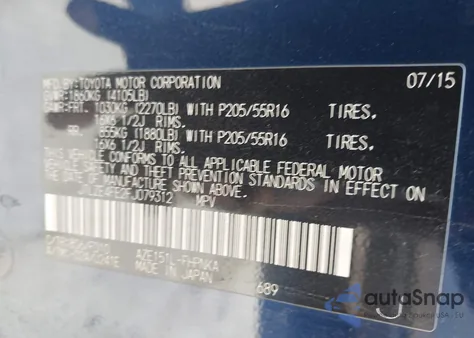 MFD.BY:TOYOTA MOTOR CORPORATION 07/15
GVWR:1860KG (4105LB)
GAWR:FRT. 1030KG (2270LB) WITH P205/55R16 TIRES.
16X6 1/2J RIMS.
RR. 855KG (1880LB) WITH P205/55R16 TIRES.
16X6 1/2J RIMS.
THIS VEHICLE CONFORMS TO ALL APPLICABLE FEDERAL MOTOR
VEHICLE SAFETY AND THEFT PREVENTION STANDARDS IN EFFECT ON
THE DATE OF MANUFACTURE SHOWN ABOVE.
MPV
MADE IN JAPAN
689
autoSnap